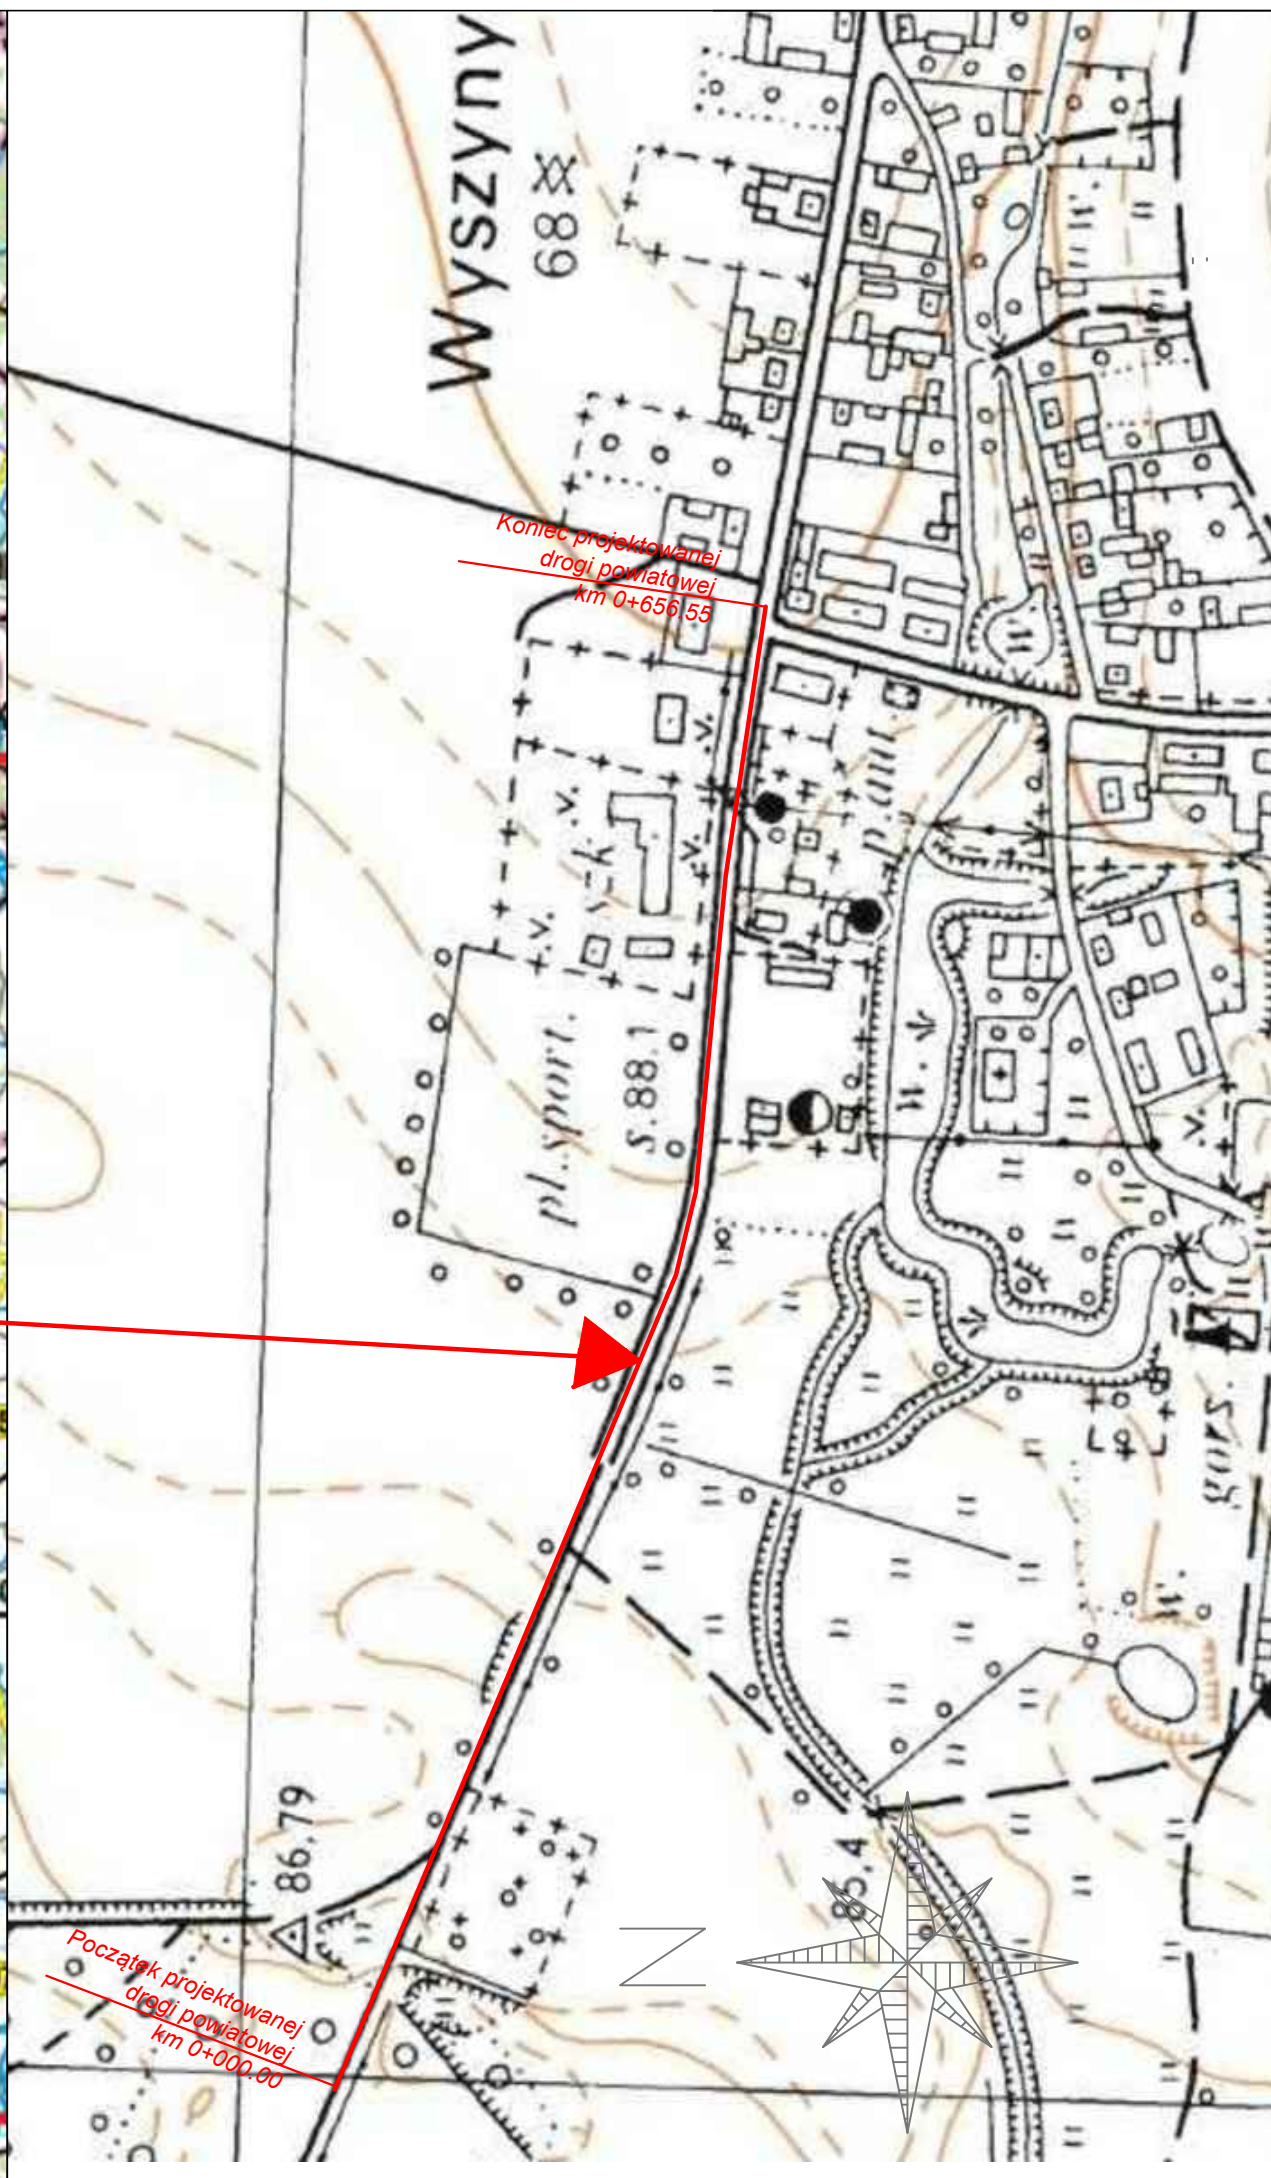 Wyszyny
68
Koniec projektowanej
drogi powiatowej
km 0+656.55
szk.
pl. sport.
s. 88.1
86.79
85.4
Początek projektowanej
drogi powiatowej
km 0+000.00
N